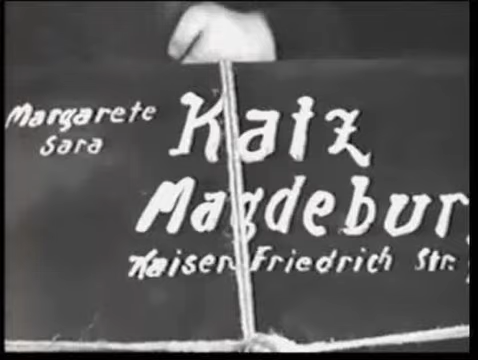 Margarete Katz
Sara
Magdebur
Kaiser Friedrich Str.